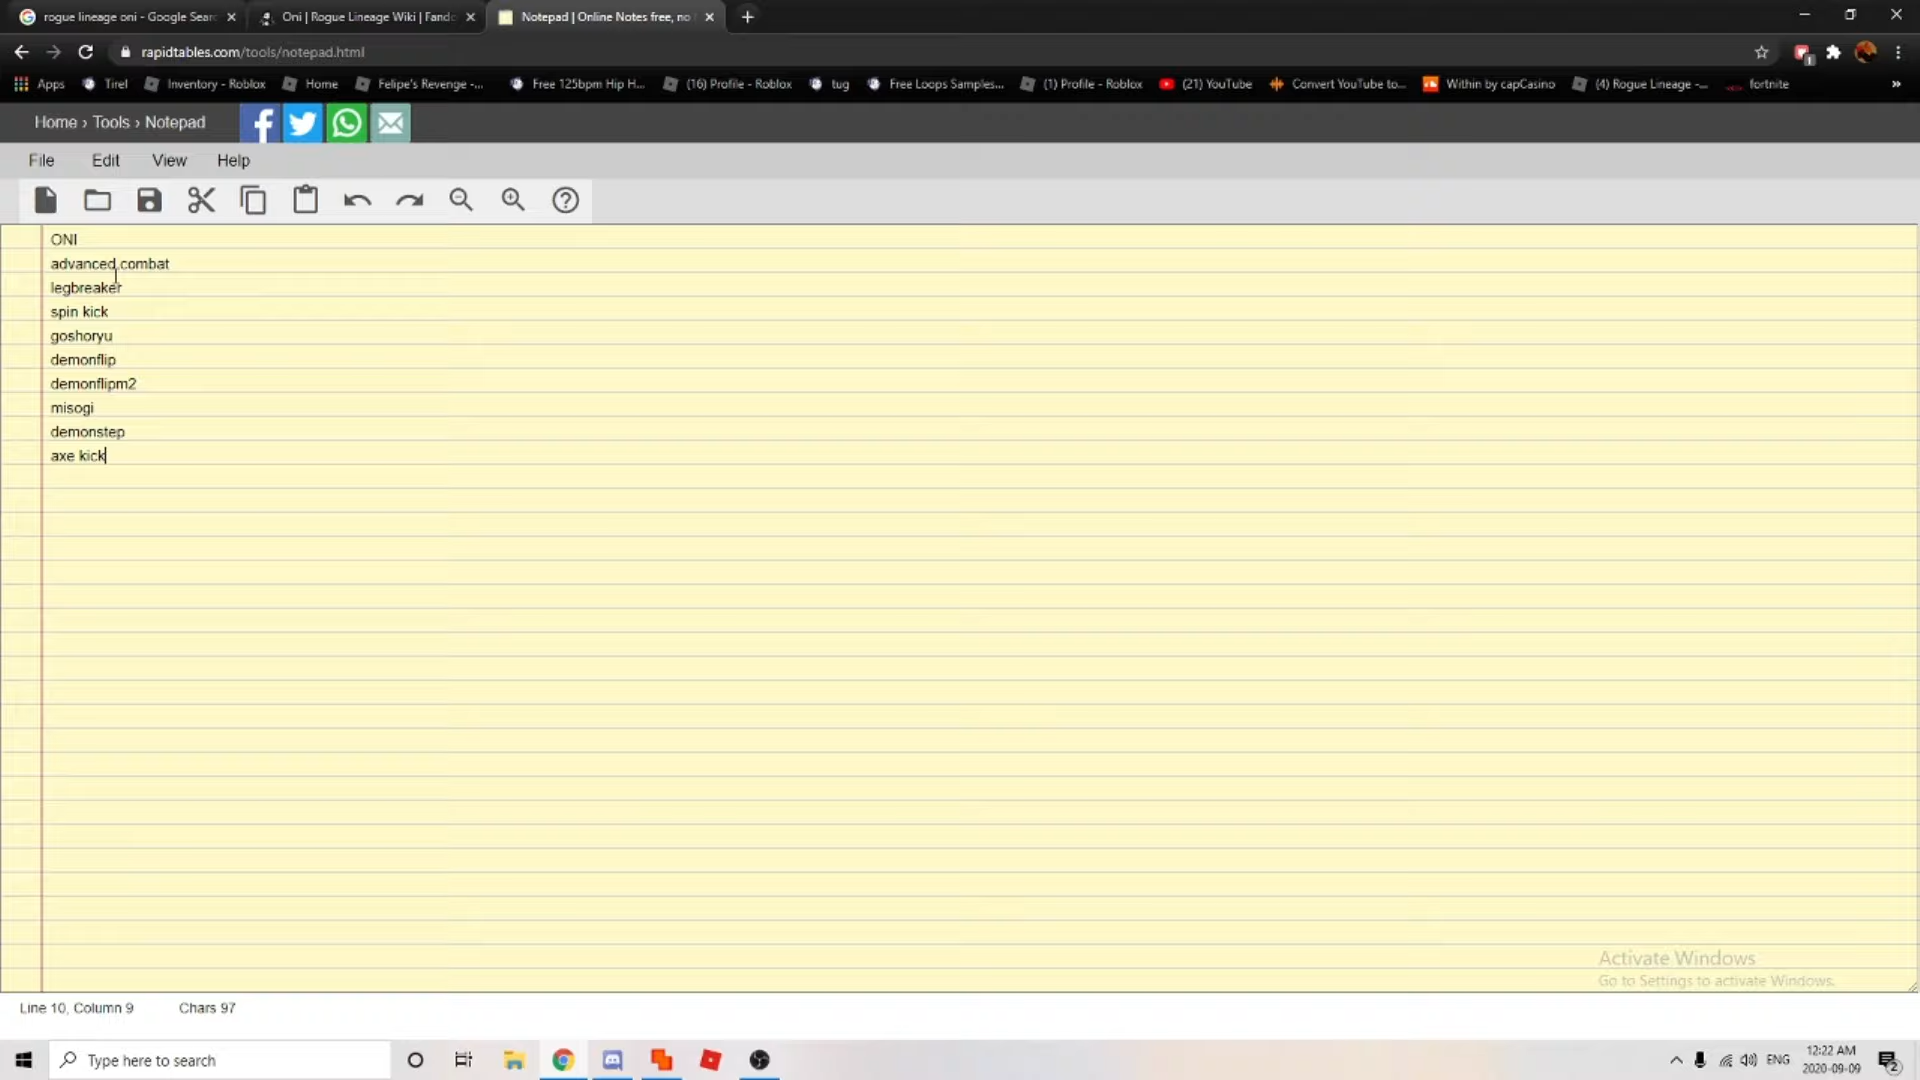 rogue lineage oni - Google Sear
Oni | Rogue Lineage Wiki | Fando
Notepad | Online Notes free, no
rapidtables.com/tools/notepad.html
Apps
Tirel
Inventory - Roblox
Home
Felipe's Revenge -...
Free 125bpm Hip H...
(16) Profile - Roblox
tug
Free Loops Samples...
(1) Profile - Roblox
(21) YouTube
Convert YouTube to...
Within by capCasino
(4) Rogue Lineage -...
fortnite
Home › Tools › Notepad
File Edit View Help
ONI
advanced combat
legbreaker
spin kick
goshoryu
demonflip
demonflipm2
misogi
demonstep
axe kick
Activate Windows
Go to Settings to activate Windows.
Line 10, Column 9 Chars 97
Type here to search
ENG
12:22 AM
2020-09-09
2